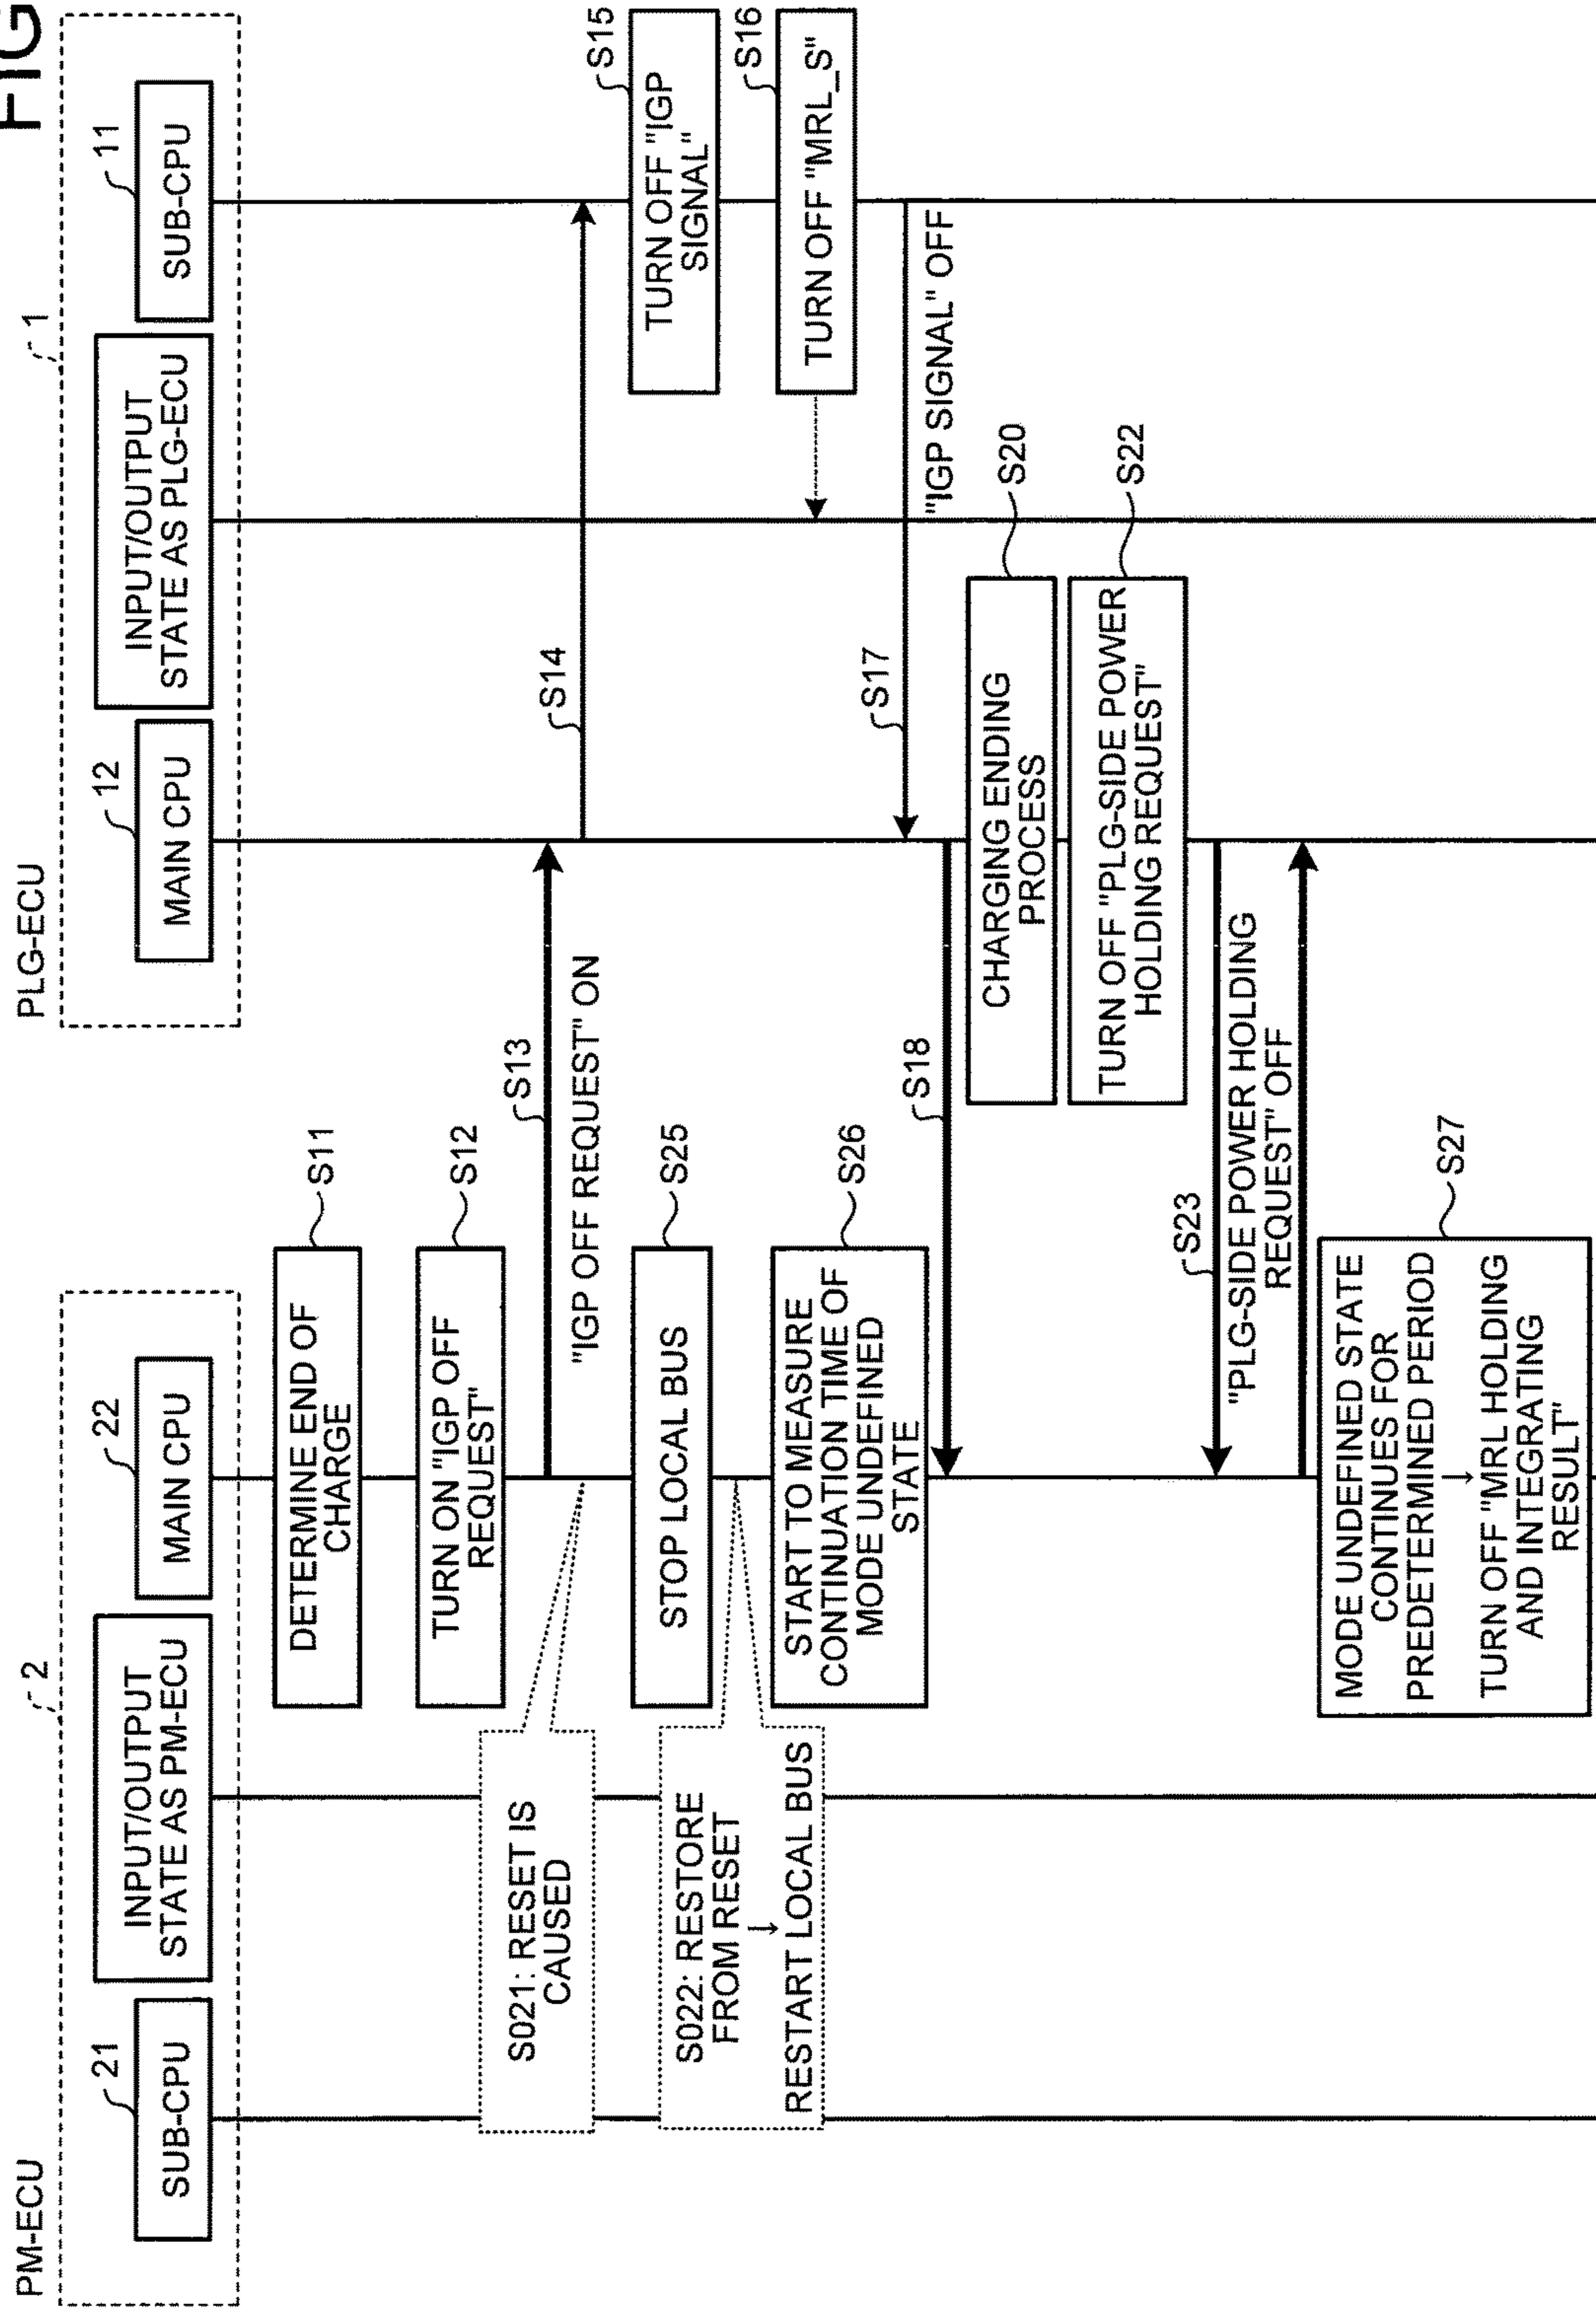 FIG
PM-ECU
2
21
SUB-CPU
INPUT/OUTPUT
STATE AS PM-ECU
22
MAIN CPU
PLG-ECU
1
12
MAIN CPU
INPUT/OUTPUT
STATE AS PLG-ECU
11
SUB-CPU
DETERMINE END OF
CHARGE
S11
TURN ON "IGP OFF
REQUEST"
S12
S13
"IGP OFF REQUEST" ON
S14
S021: RESET IS
CAUSED
STOP LOCAL BUS
S25
TURN OFF "IGP
SIGNAL"
S15
S022: RESTORE
FROM RESET
→
RESTART LOCAL BUS
START TO MEASURE
CONTINUATION TIME OF
MODE UNDEFINED
STATE
S26
TURN OFF "MRL_S"
S16
S17
"IGP SIGNAL" OFF
S18
CHARGING ENDING
PROCESS
S20
TURN OFF "PLG-SIDE POWER
HOLDING REQUEST"
S22
S23
"PLG-SIDE POWER HOLDING
REQUEST" OFF
MODE UNDEFINED STATE
CONTINUES FOR
PREDETERMINED PERIOD
→
TURN OFF "MRL HOLDING
AND INTEGRATING
RESULT"
S27